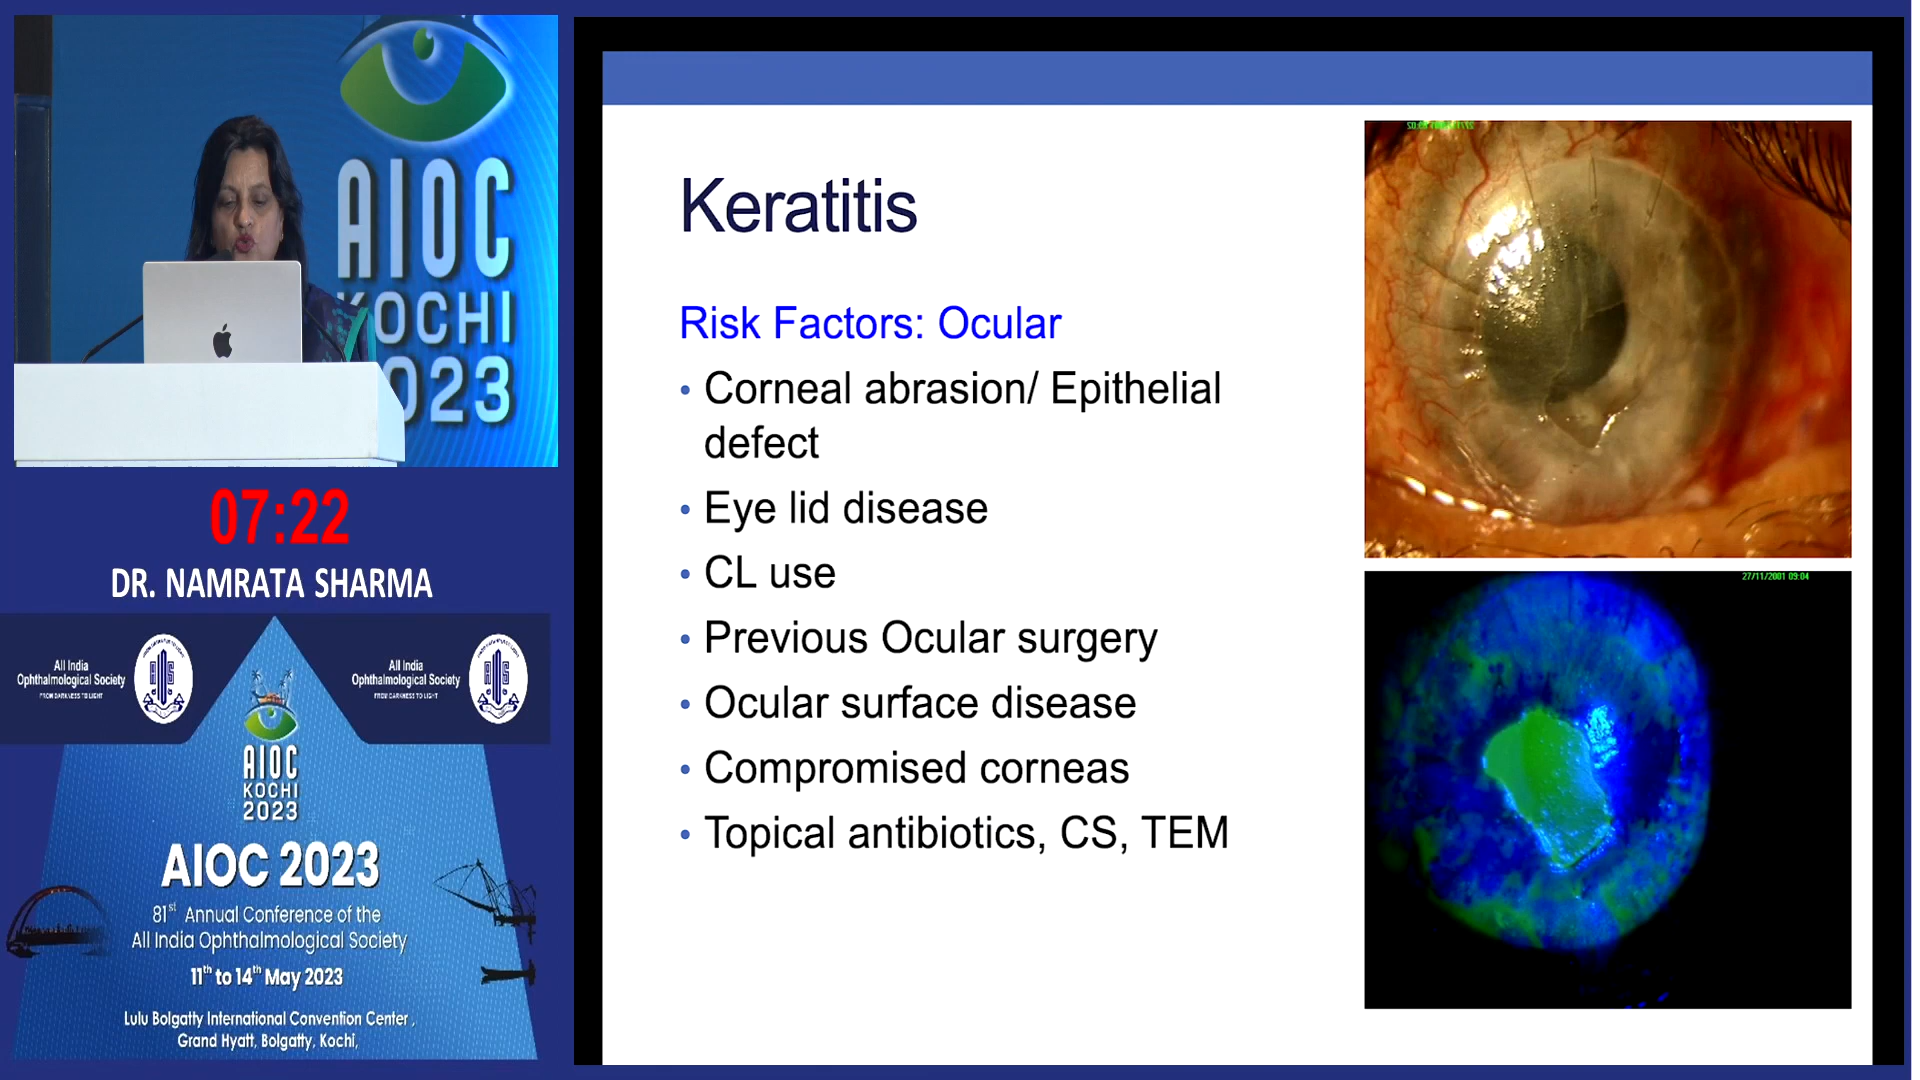 AIOC
KOCHI
2023
07:22
DR. NAMRATA SHARMA
All India
Ophthalmological Society
FROM DARKNESS TO LIGHT
All India
Ophthalmological Society
FROM DARKNESS TO LIGHT
AIOC
KOCHI
2023
AIOC 2023
81st Annual Conference of the
All India Ophthalmological Society
11th to 14th May 2023
Lulu Bolgatty International Convention Center ,
Grand Hyatt, Bolgatty, Kochi,
Keratitis
Risk Factors: Ocular
• Corneal abrasion/ Epithelial
defect
• Eye lid disease
• CL use
• Previous Ocular surgery
• Ocular surface disease
• Compromised corneas
• Topical antibiotics, CS, TEM
27/11/2001 09:04